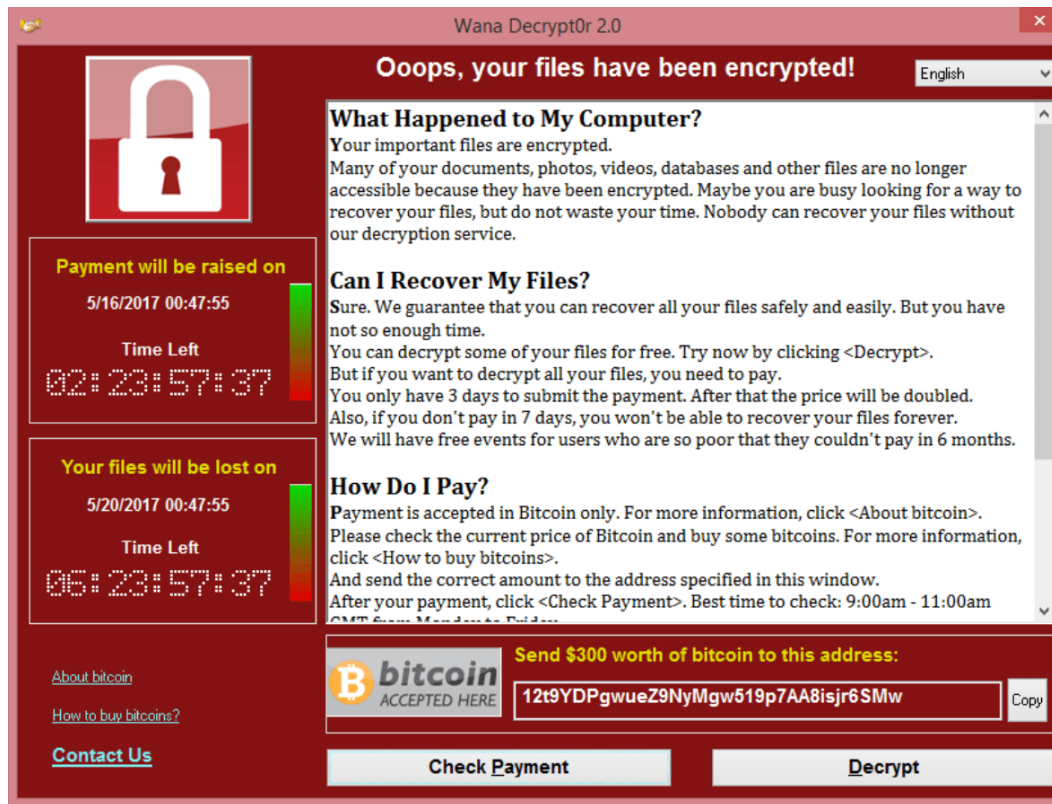 Wana Decrypt0r 2.0
Ooops, your files have been encrypted!
English
What Happened to My Computer?
Your important files are encrypted.
Many of your documents, photos, videos, databases and other files are no longer
accessible because they have been encrypted. Maybe you are busy looking for a way to
recover your files, but do not waste your time. Nobody can recover your files without
our decryption service.
Can I Recover My Files?
Sure. We guarantee that you can recover all your files safely and easily. But you have
not so enough time.
You can decrypt some of your files for free. Try now by clicking <Decrypt>.
But if you want to decrypt all your files, you need to pay.
You only have 3 days to submit the payment. After that the price will be doubled.
Also, if you don't pay in 7 days, you won't be able to recover your files forever.
We will have free events for users who are so poor that they couldn't pay in 6 months.
How Do I Pay?
Payment is accepted in Bitcoin only. For more information, click <About bitcoin>.
Please check the current price of Bitcoin and buy some bitcoins. For more information,
click <How to buy bitcoins>.
And send the correct amount to the address specified in this window.
After your payment, click <Check Payment>. Best time to check: 9:00am - 11:00am
GMT from Monday to Friday
Payment will be raised on
5/16/2017 00:47:55
Time Left
02:23:57:37
Your files will be lost on
5/20/2017 00:47:55
Time Left
06:23:57:37
About bitcoin
How to buy bitcoins?
Contact Us
bitcoin
ACCEPTED HERE
Send $300 worth of bitcoin to this address:
12t9YDPgwueZ9NyMgw519p7AA8isjr6SMw
Copy
Check Payment
Decrypt